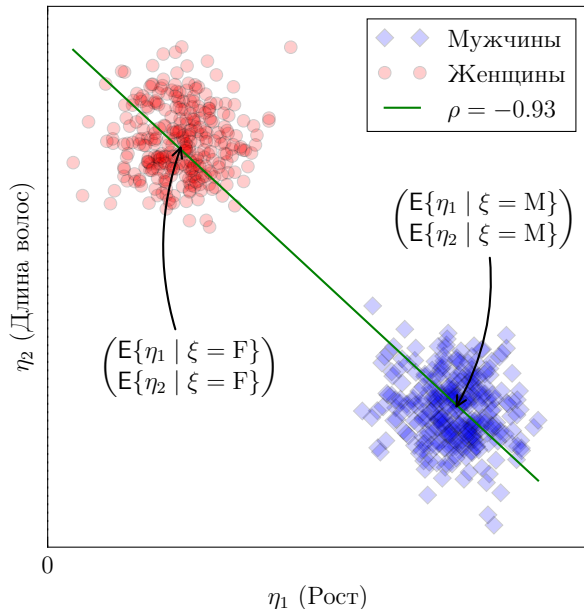 Мужчины
Женщины
ρ = −0.93
(E{η₁ | ξ = M}
E{η₂ | ξ = M})
(E{η₁ | ξ = F}
E{η₂ | ξ = F})
η₂ (Длина волос)
0
η₁ (Рост)